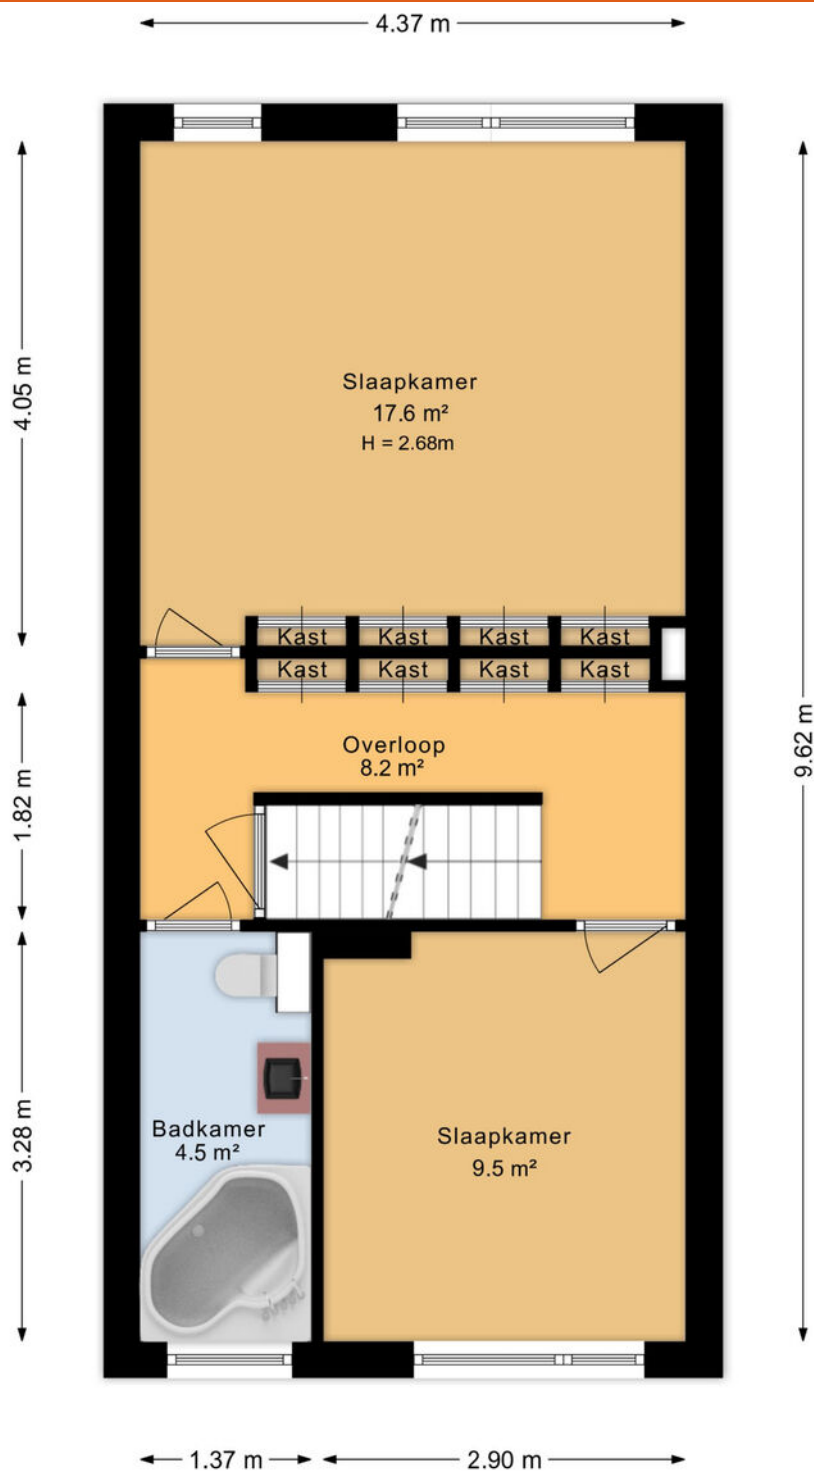 4.37 m
4.05 m
Slaapkamer
17.6 m²
H = 2.68m
Kast Kast Kast Kast
Kast Kast Kast Kast
9.62 m
1.82 m
Overloop
8.2 m²
3.28 m
Badkamer
4.5 m²
Slaapkamer
9.5 m²
1.37 m
2.90 m